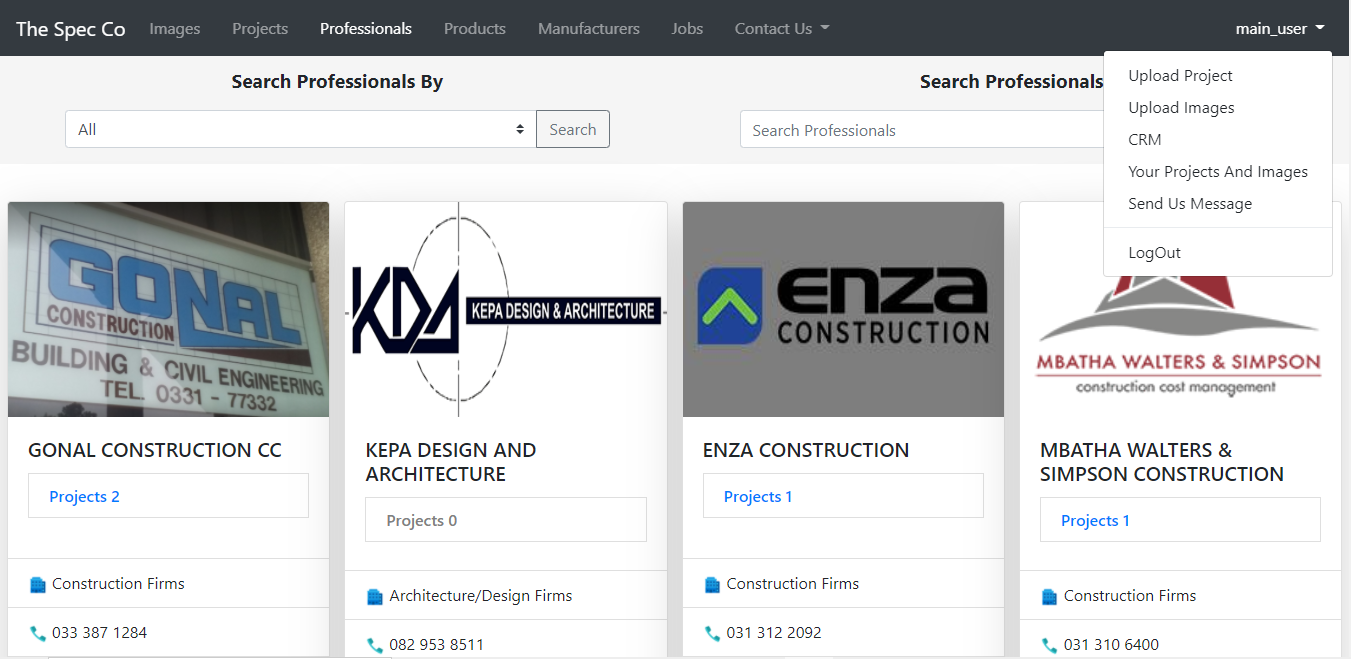 The Spec Co Images Projects Professionals Products Manufacturers Jobs Contact Us main_user
Upload Project
Upload Images
CRM
Your Projects And Images
Send Us Message
LogOut
Search Professionals By
All Search
Search Professionals
Search Professionals
GONAL
CONSTRUCTION
BUILDING & CIVIL ENGINEERING
TEL. 0331 - 77332
GONAL CONSTRUCTION CC
Projects 2
Construction Firms
033 387 1284
KDA
KEPA DESIGN & ARCHITECTURE
KEPA DESIGN AND
ARCHITECTURE
Projects 0
Architecture/Design Firms
082 953 8511
enza
CONSTRUCTION
ENZA CONSTRUCTION
Projects 1
Construction Firms
031 312 2092
MBATHA WALTERS & SIMPSON
construction cost management
MBATHA WALTERS &
SIMPSON CONSTRUCTION
Projects 1
Construction Firms
031 310 6400